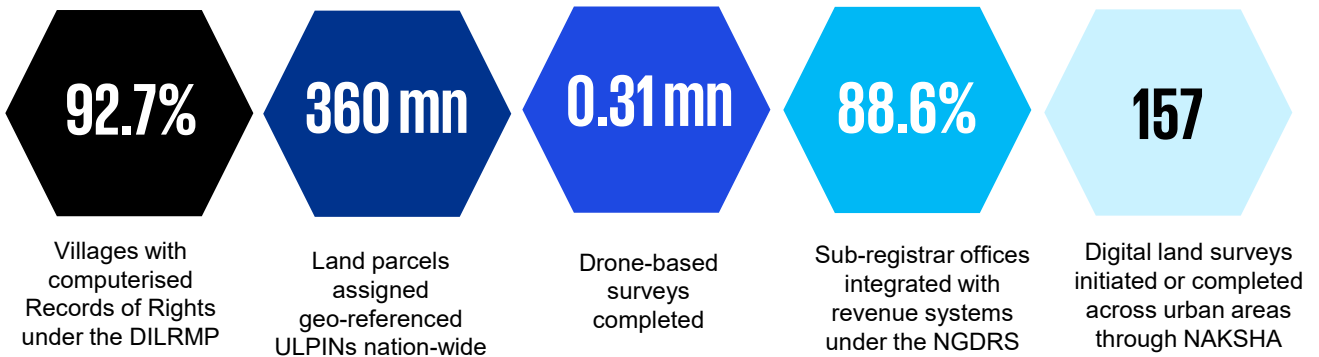 92.7%
Villages with
computerised
Records of Rights
under the DILRMP
360 mn
Land parcels
assigned
geo-referenced
ULPINs nation-wide
0.31 mn
Drone-based
surveys
completed
88.6%
Sub-registrar offices
integrated with
revenue systems
under the NGDRS
157
Digital land surveys
initiated or completed
across urban areas
through NAKSHA